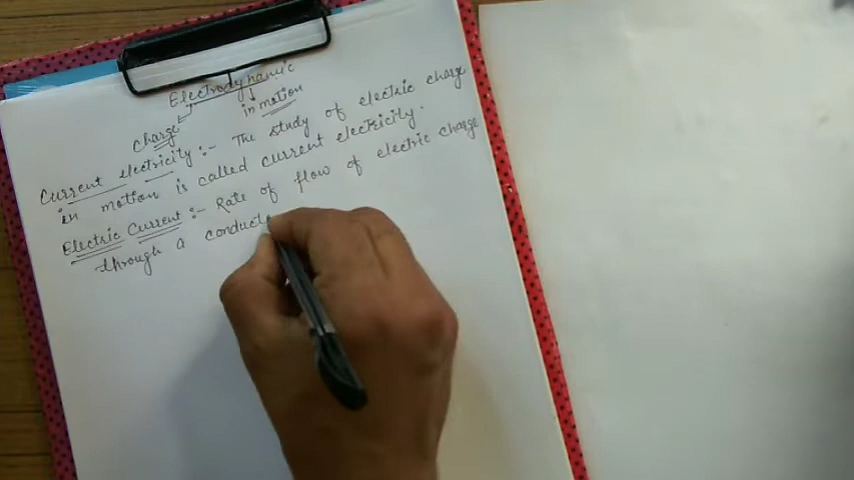 Electrodynamic
Charge in motion
Current electricity :- The study of electric charge
in motion is called current electricity.
Electric Current :- Rate of flow of electric charge
through a conduct